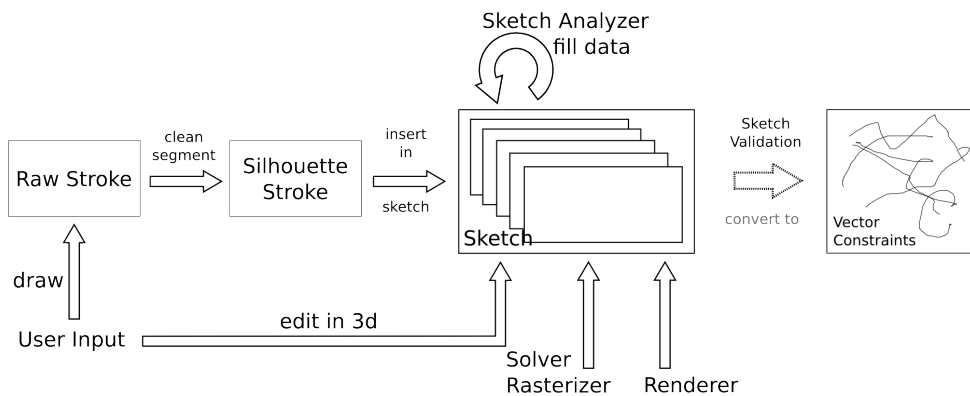 Sketch Analyzer
fill data
clean
segment
insert
in
sketch
Sketch
Validation
convert to
Raw Stroke
Silhouette
Stroke
Sketch
Vector
Constraints
draw
User Input
edit in 3d
Solver
Rasterizer
Renderer